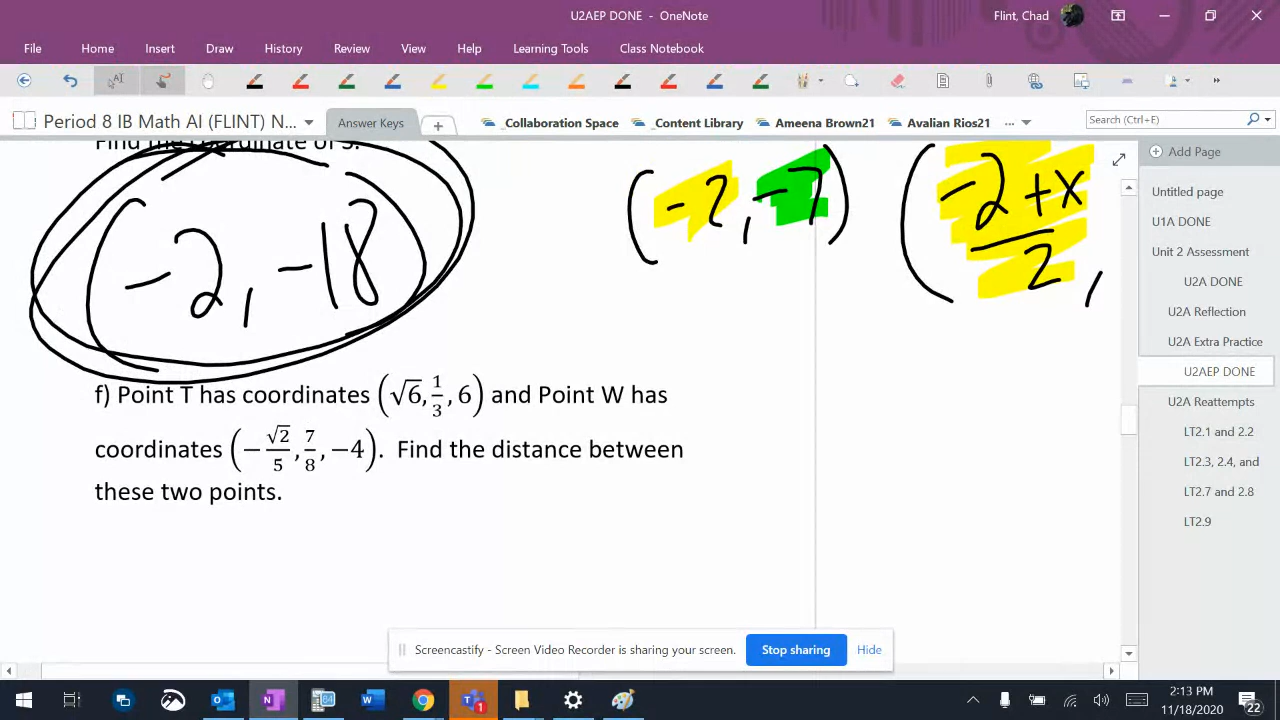 U2AEP DONE - OneNote
Flint, Chad
File Home Insert Draw History Review View Help Learning Tools Class Notebook
Period 8 IB Math AI (FLINT) N... Answer Keys _Collaboration Space _Content Library Ameena Brown21 Avalian Rios21 ... Search (Ctrl+E)
Find the coordinate of S.
(-2, -18)
(-2, -7)
(-2+x/2,
f) Point T has coordinates (√6, 1/3, 6) and Point W has
coordinates (−√2/5, 7/8, −4). Find the distance between
these two points.
Add Page
Untitled page
U1A DONE
Unit 2 Assessment
U2A DONE
U2A Reflection
U2A Extra Practice
U2AEP DONE
U2A Reattempts
LT2.1 and 2.2
LT2.3, 2.4, and
LT2.7 and 2.8
LT2.9
Screencastify - Screen Video Recorder is sharing your screen. Stop sharing Hide
2:13 PM
11/18/2020
22